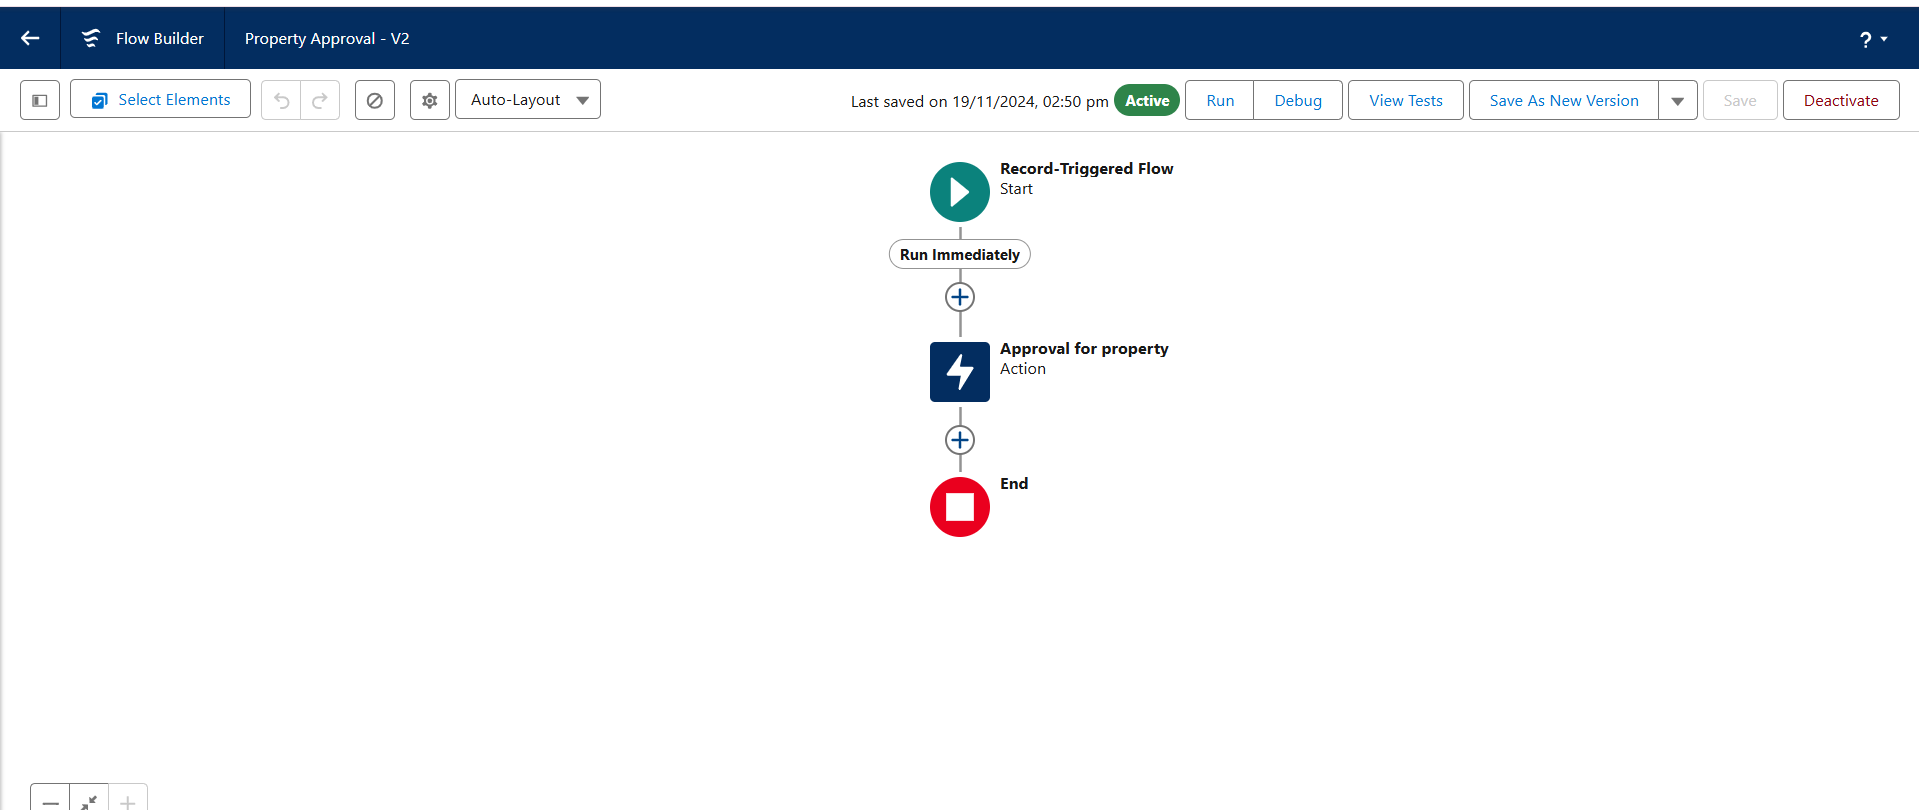 Flow Builder
Property Approval - V2
?
Select Elements
Auto-Layout
Last saved on 19/11/2024, 02:50 pm
Active
Run
Debug
View Tests
Save As New Version
Save
Deactivate
Record-Triggered Flow
Start
Run Immediately
Approval for property
Action
End